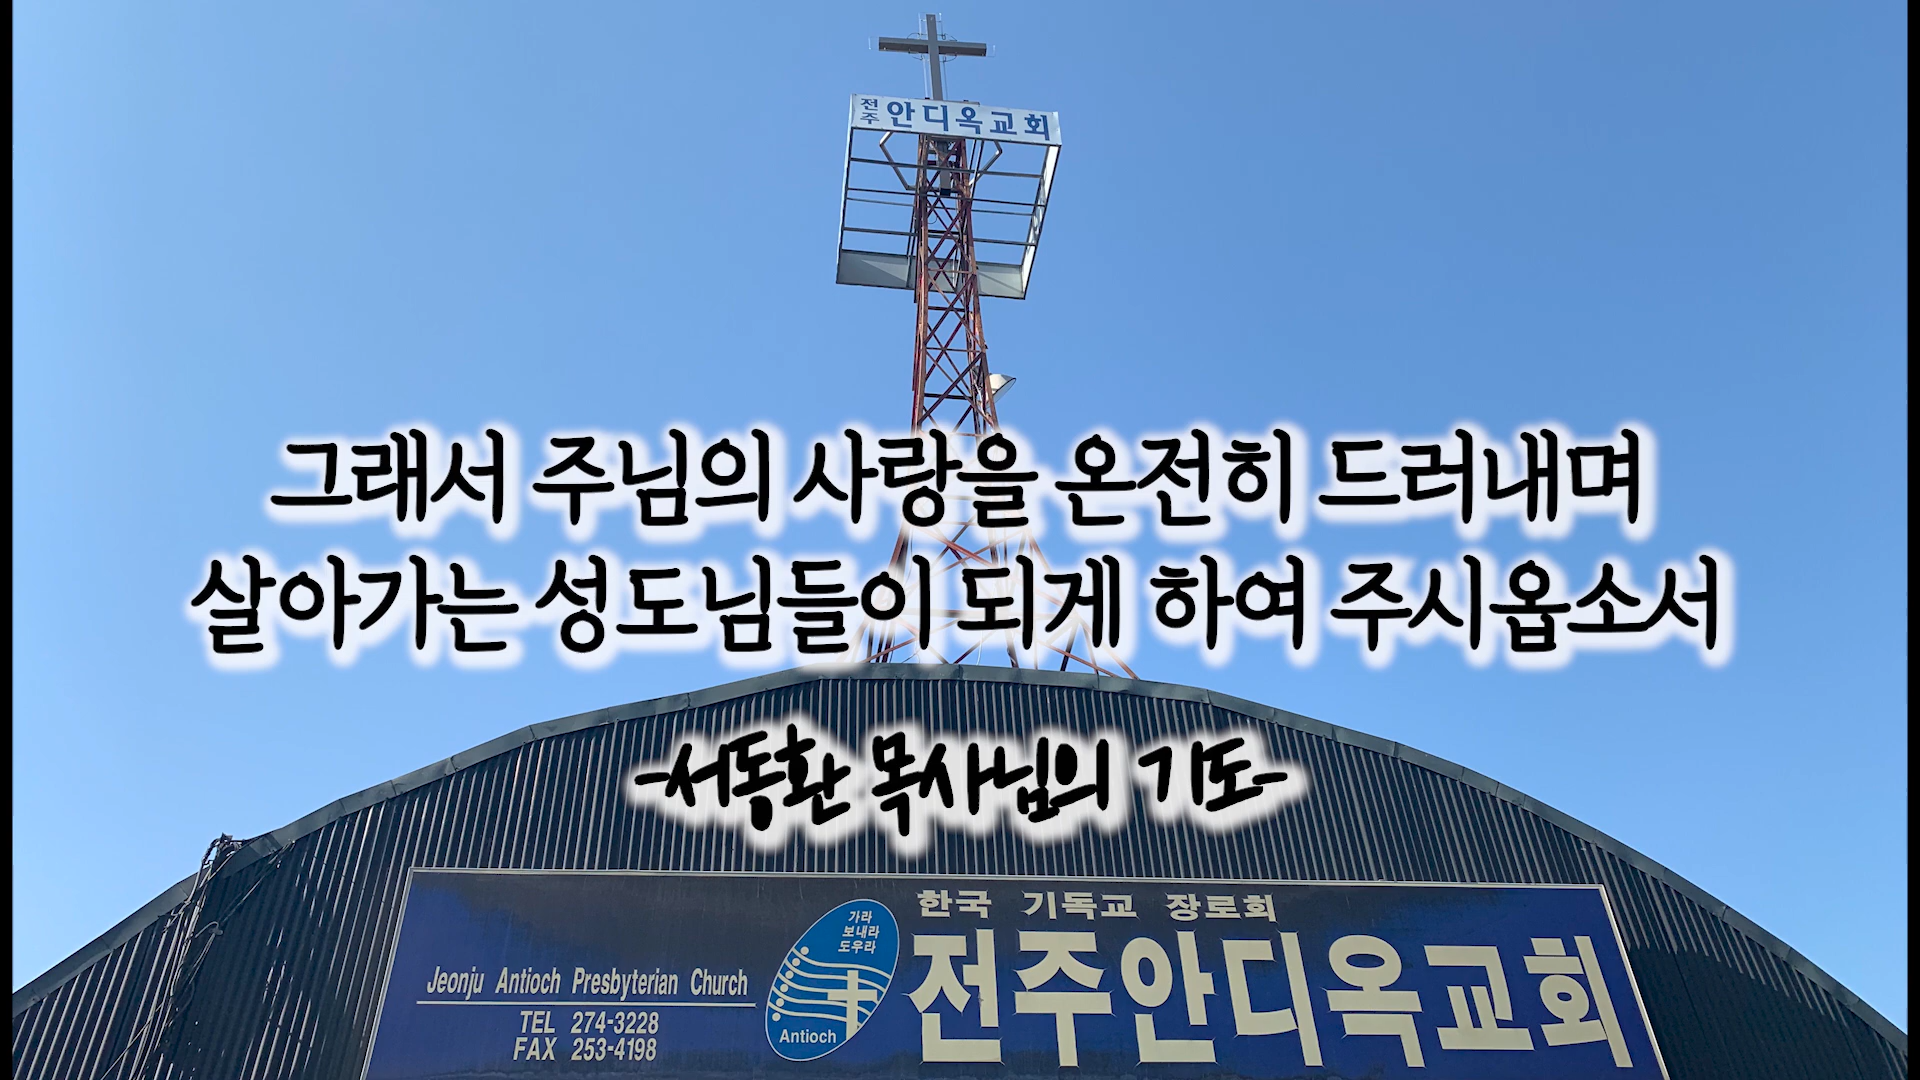 전주 안디옥교회
그래서 주님의 사랑을 온전히 드러내며
살아가는 성도님들이 되게 하여 주시옵소서
-서동환 목사님의 기도-
한국 기독교 장로회
전주안디옥교회
가라
보내라
도우라
Antioch
Jeonju Antioch Presbyterian Church
TEL 274-3228
FAX 253-4198